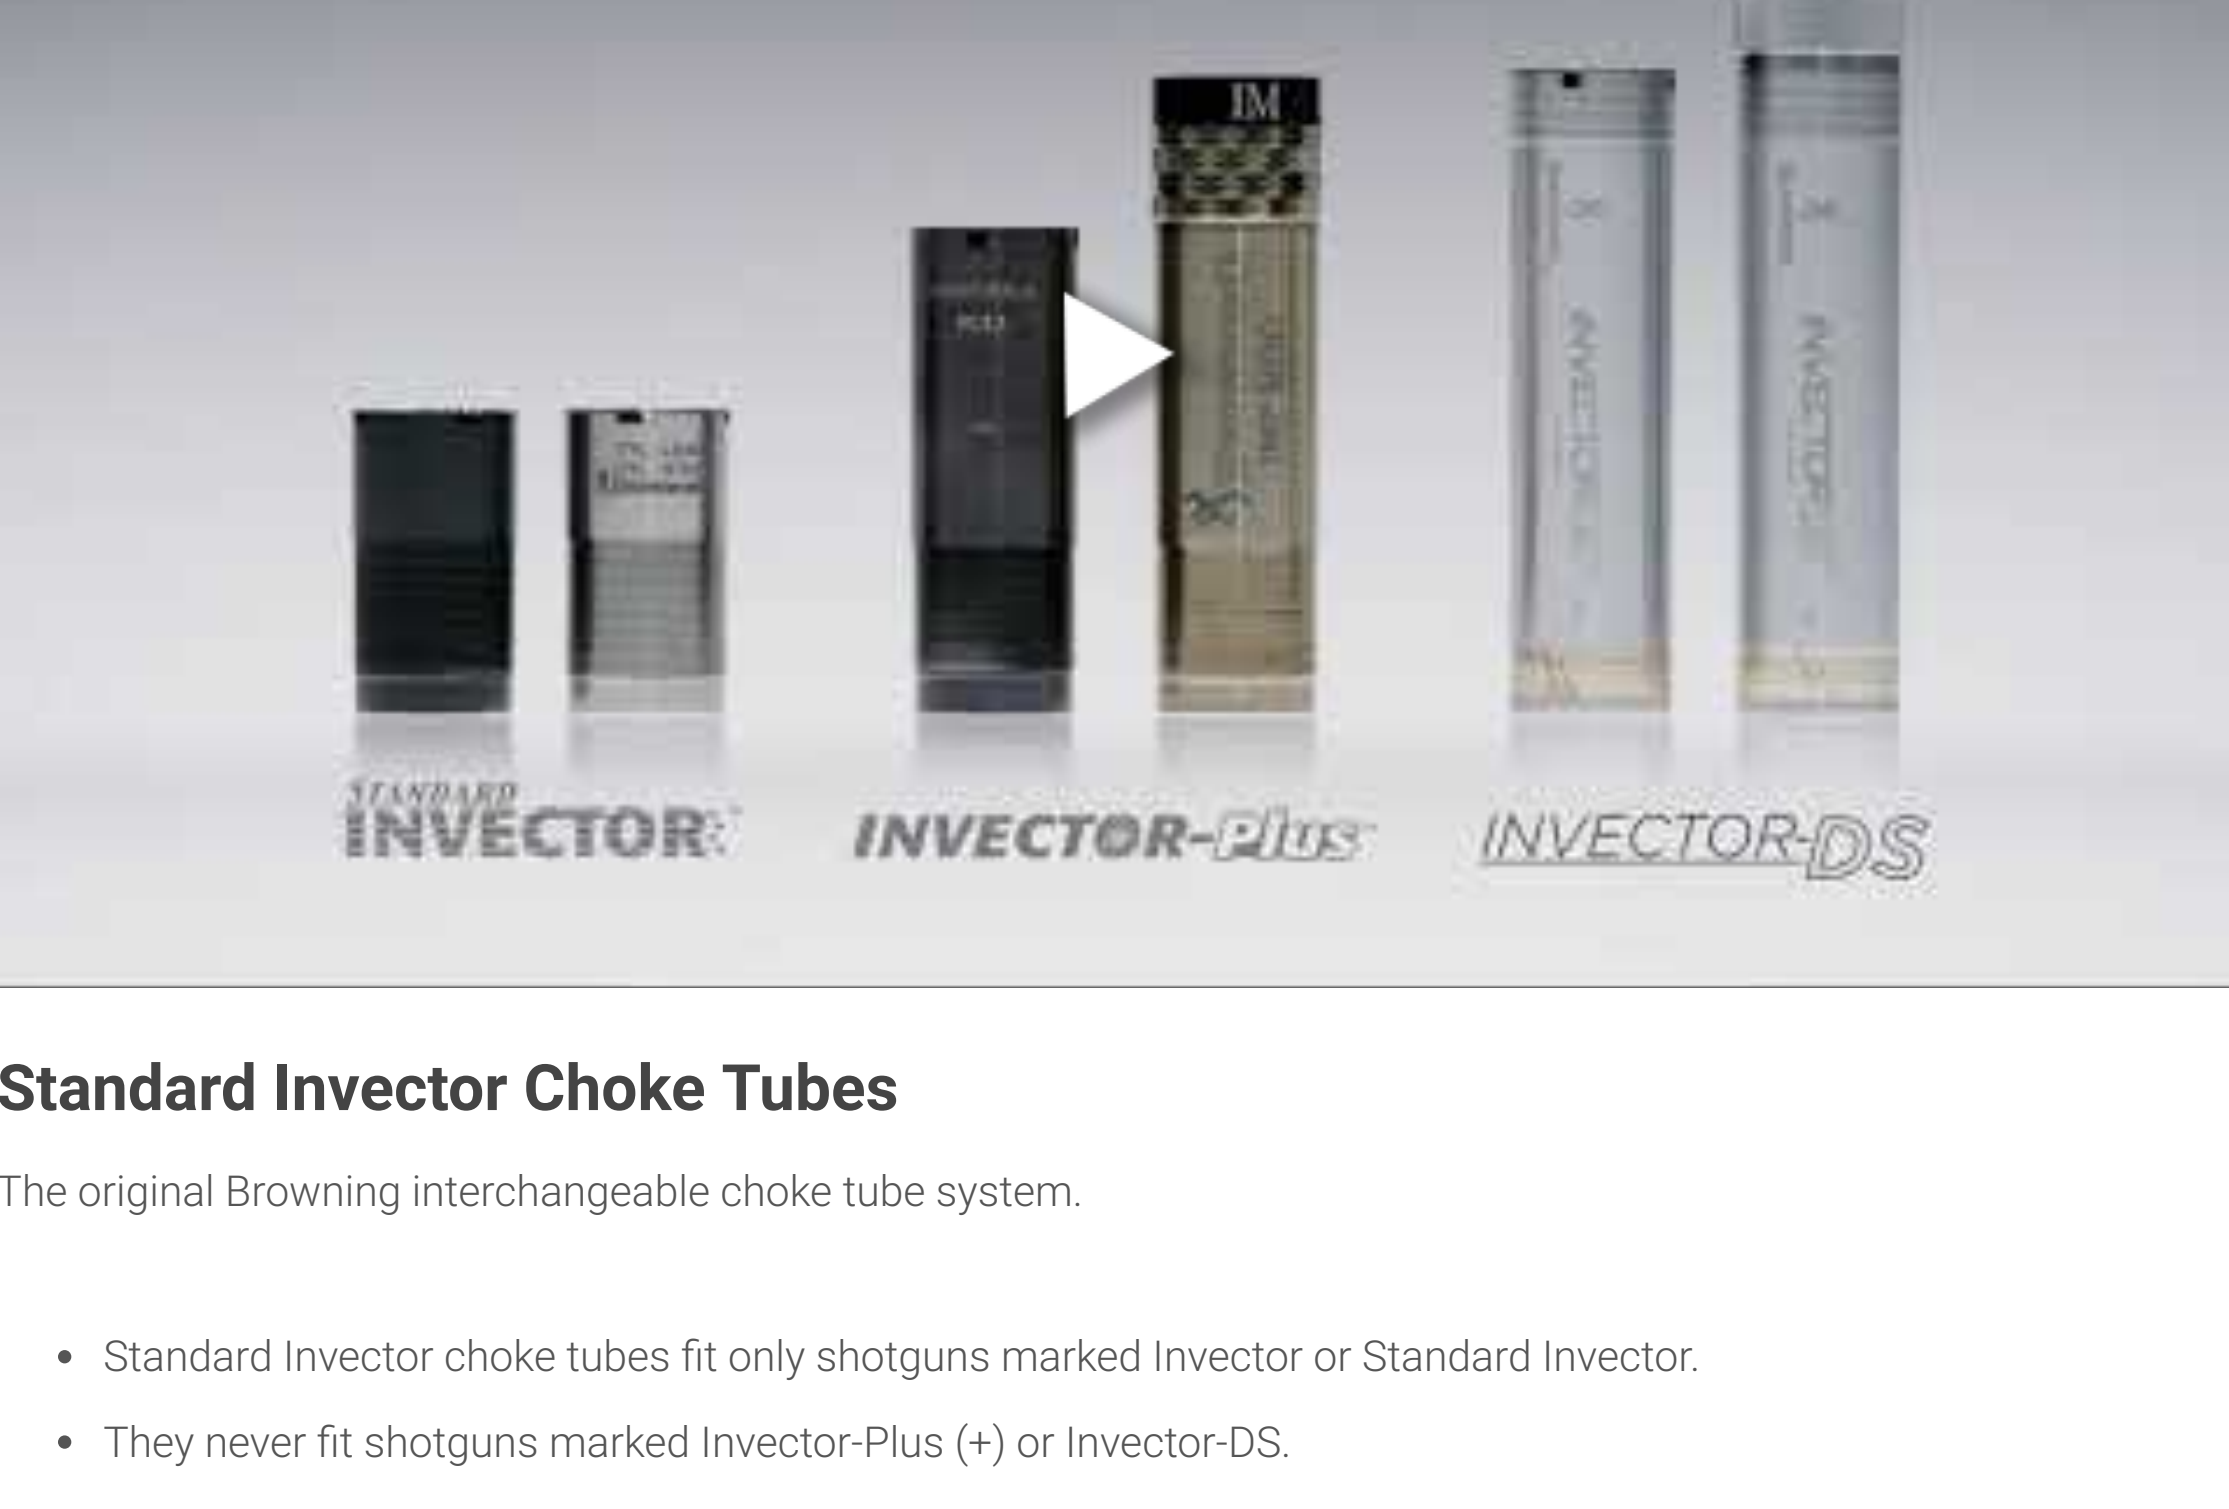 IM
INVECTOR
INVECTOR
STANDARD
INVECTOR
INVECTOR-Plus
INVECTOR-DS
Standard Invector Choke Tubes
The original Browning interchangeable choke tube system.
• Standard Invector choke tubes fit only shotguns marked Invector or Standard Invector.
• They never fit shotguns marked Invector-Plus (+) or Invector-DS.